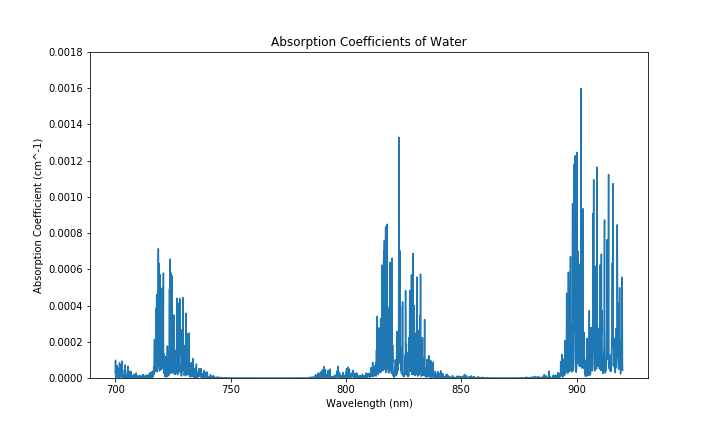 Absorption Coefficients of Water
0.0018
0.0016
0.0014
0.0012
0.0010
0.0008
0.0006
0.0004
0.0002
0.0000
Absorption Coefficient (cm^-1)
700 750 800 850 900
Wavelength (nm)